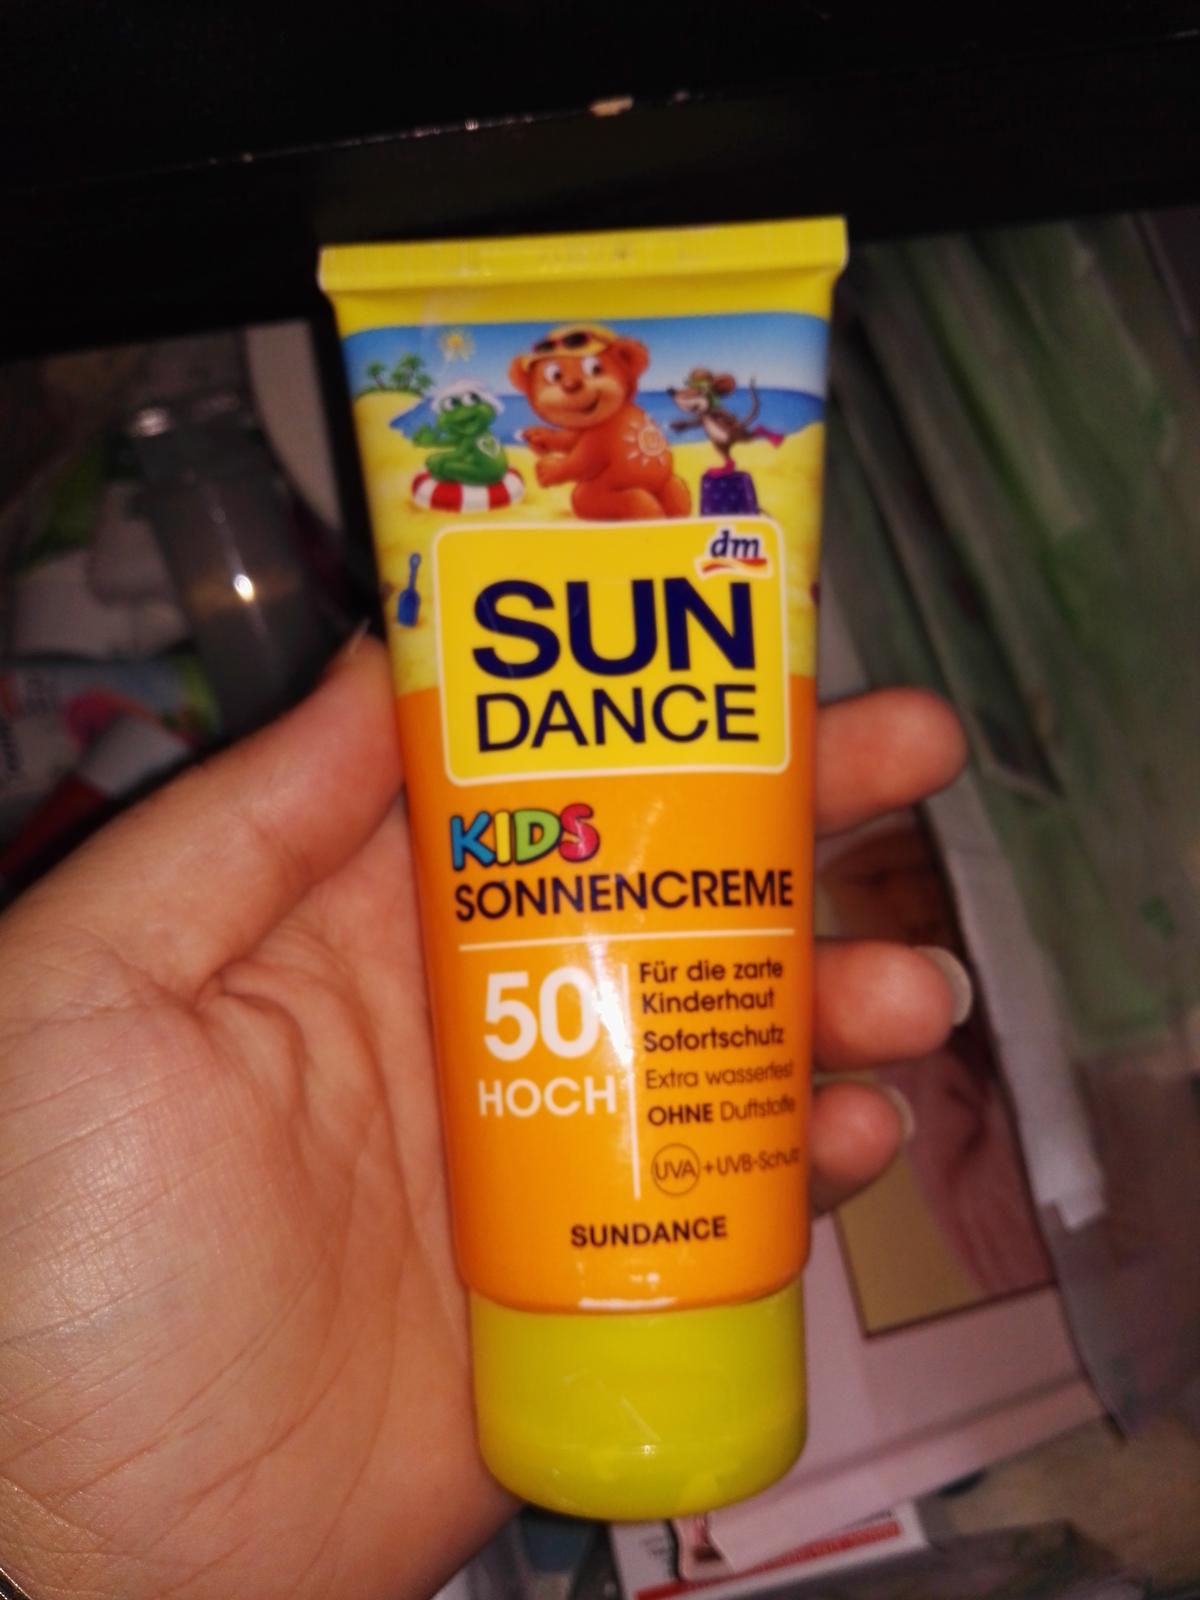 dm
SUN
DANCE
KIDS
SONNENCREME
50
HOCH
Für die zarte
Kinderhaut
Sofortschutz
Extra wasserfest
OHNE Duftstoffe
UVA+UVB-Schutz
SUNDANCE